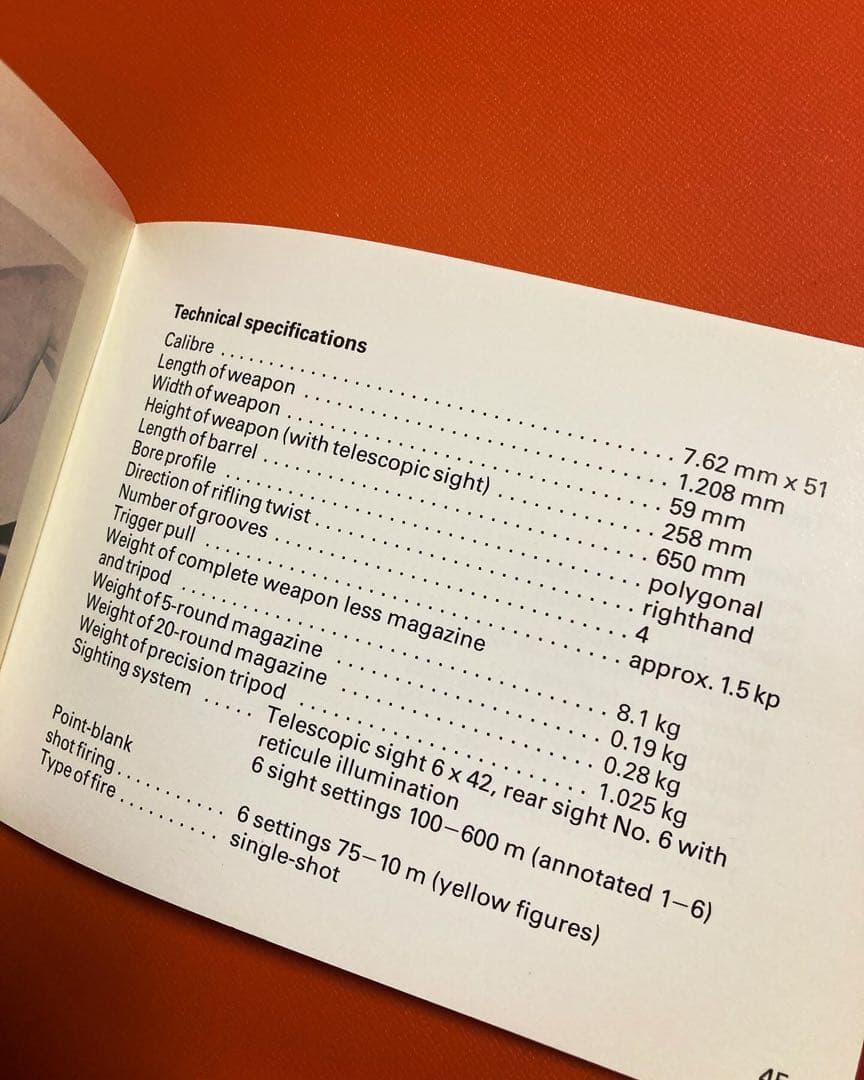 Technical specifications
Calibre .......... 7.62 mm x 51
Length of weapon .......... 1.208 mm
Width of weapon .......... 59 mm
Height of weapon (with telescopic sight) .......... 258 mm
Length of barrel .......... 650 mm
Bore profile .......... polygonal
Direction of rifling twist .......... righthand
Number of grooves .......... 4
Trigger pull .......... approx. 1.5 kp
Weight of complete weapon less magazine
and tripod .......... 8.1 kg
Weight of 5-round magazine .......... 0.19 kg
Weight of 20-round magazine .......... 0.28 kg
Weight of precision tripod .......... 1.025 kg
Sighting system ..... Telescopic sight 6 x 42, rear sight No. 6 with
reticule illumination
6 sight settings 100–600 m (annotated 1–6)
Point-blank
shot firing .......... 6 settings 75–10 m (yellow figures)
Type of fire .......... single-shot